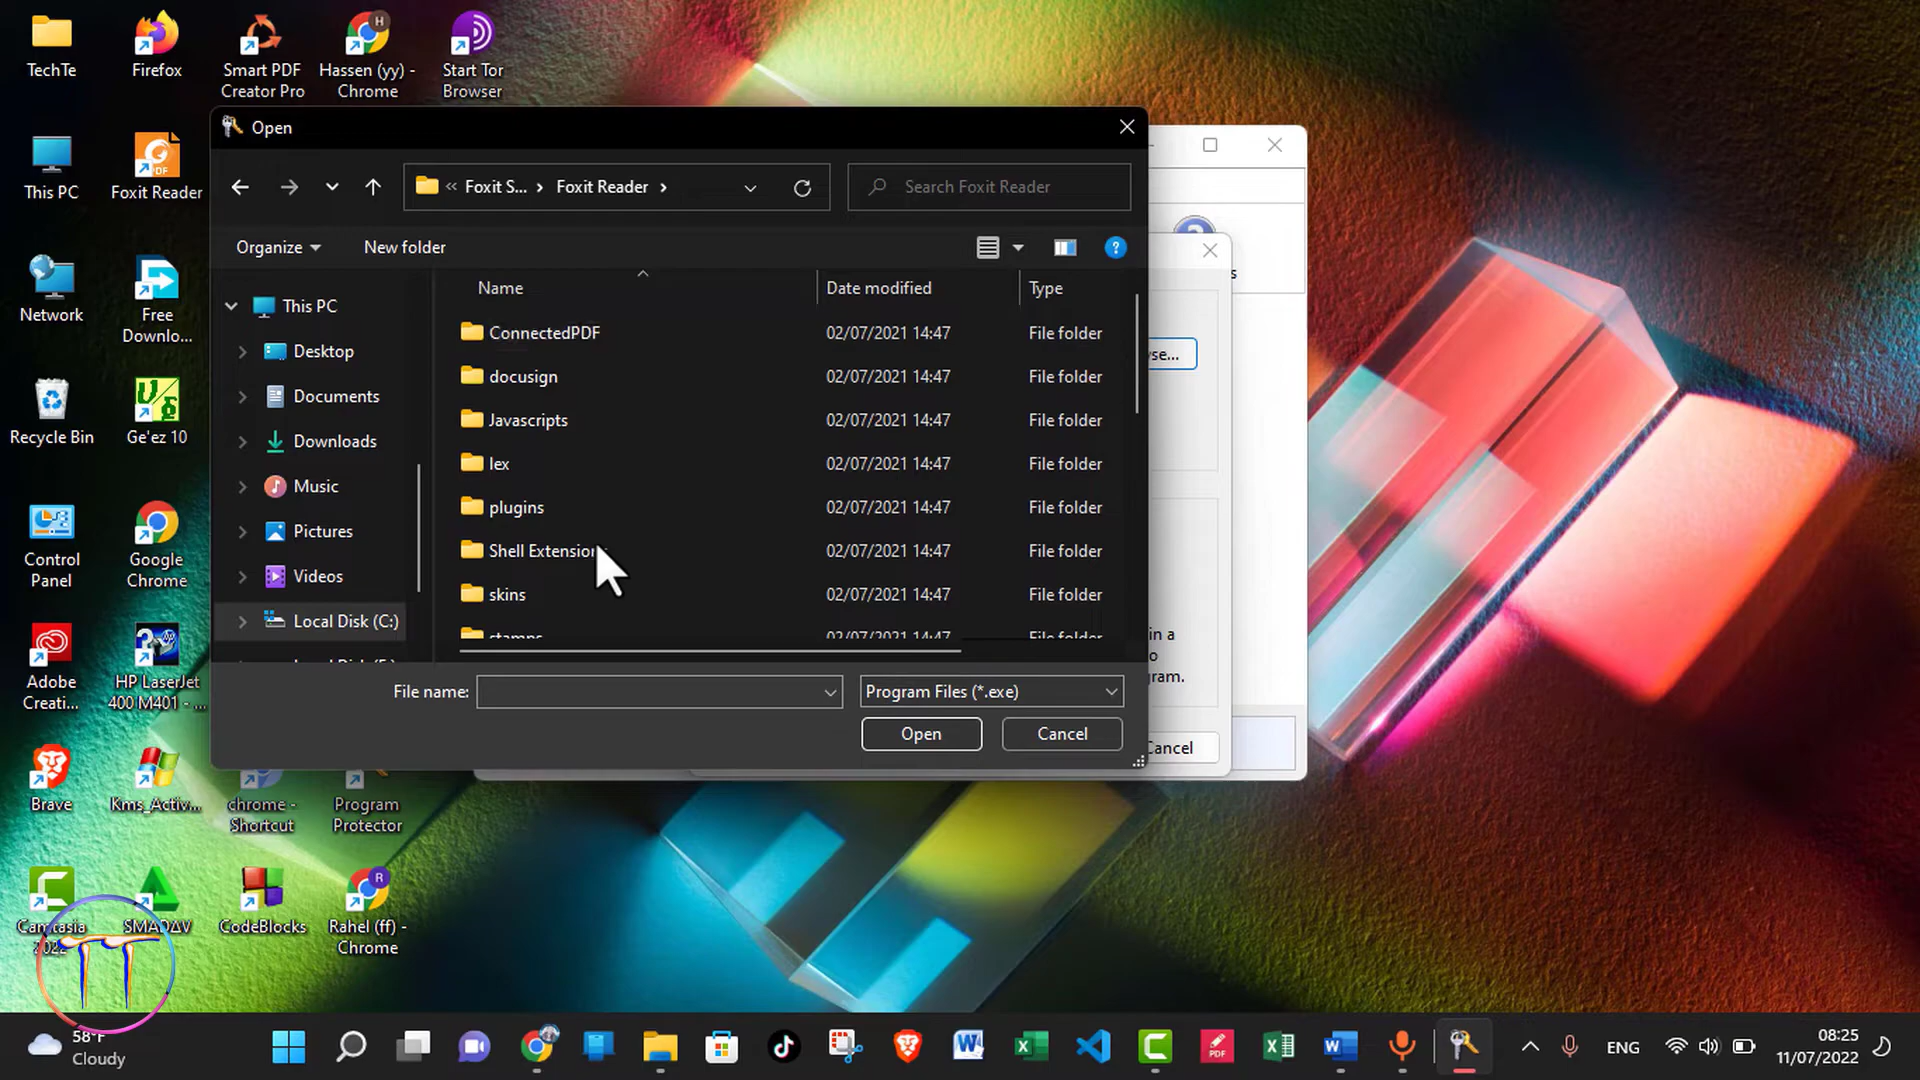 TechTe
Firefox
Smart PDF
Creator Pro
Hassen (yy) -
Chrome
Start Tor
Browser
This PC
Foxit Reader
Network
Free
Downlo...
Recycle Bin
Ge'ez 10
Control
Panel
Google
Chrome
Adobe
Creati...
HP LaserJet
400 M401 - ...
Brave
Kms_Activ...
chrome -
Shortcut
Program
Protector
Camtasia
2022
SMADAV
CodeBlocks
Rahel (ff) -
Chrome
Open
« Foxit S... › Foxit Reader ›
Search Foxit Reader
Organize
New folder
This PC
Desktop
Documents
Downloads
Music
Pictures
Videos
Local Disk (C:)
Name Date modified Type
ConnectedPDF 02/07/2021 14:47 File folder
docusign 02/07/2021 14:47 File folder
Javascripts 02/07/2021 14:47 File folder
lex 02/07/2021 14:47 File folder
plugins 02/07/2021 14:47 File folder
Shell Extension 02/07/2021 14:47 File folder
skins 02/07/2021 14:47 File folder
stamps 02/07/2021 14:47 File folder
File name:
Program Files (*.exe)
Open
Cancel
se...
s
in a
o
ram.
Cancel
58°F
Cloudy
ENG
08:25
11/07/2022